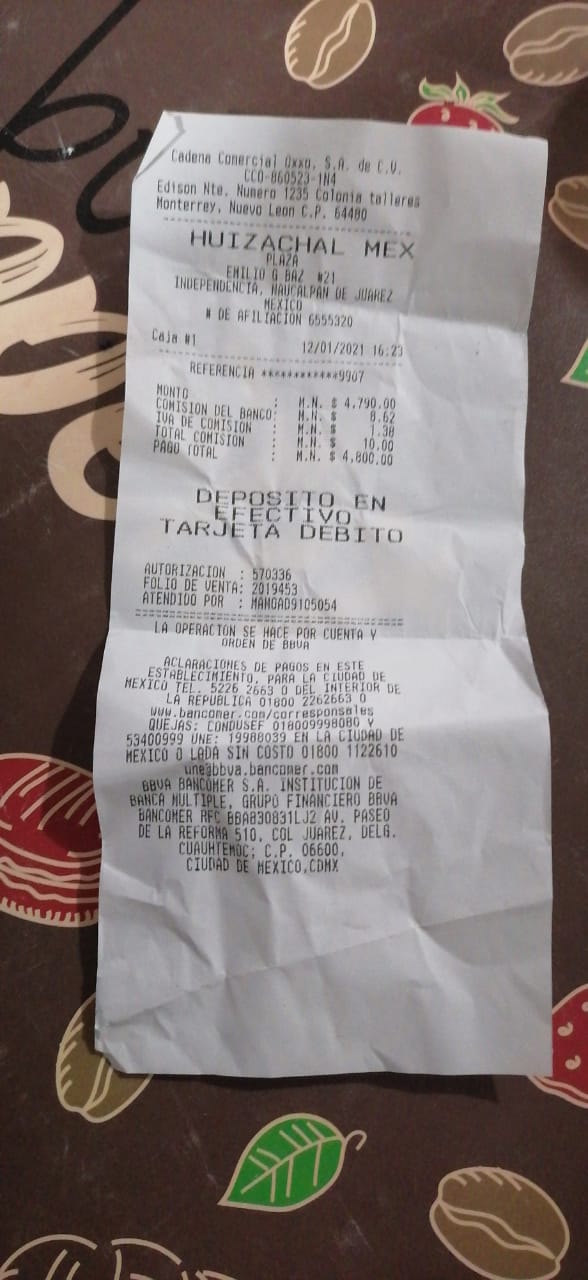 Cadena Comercial Oxxo, S.A. de C.V.
CCO-860523-1N4
Edison Nte. Numero 1235 Colonia talleres
Monterrey, Nuevo Leon C.P. 64480
HUIZACHAL MEX
PLAZA
EMILIO G BAZ #21
INDEPENDENCIA, NAUCALPAN DE JUAREZ
MEXICO
# DE AFILIACION 6555320
Caja #1 12/01/2021 16:23
REFERENCIA ************9907
MONTO : M.N. $ 4,790.00
COMISION DEL BANCO: M.N. $ 8.62
IVA DE COMISION : M.N. $ 1.38
TOTAL COMISION : M.N. $ 10.00
PAGO TOTAL : M.N. $ 4,800.00
DEPOSITO EN
EFECTIVO
TARJETA DEBITO
AUTORIZACION : 570336
FOLIO DE VENTA: 2019453
ATENDIDO POR : MANOAD9105054
LA OPERACION SE HACE POR CUENTA Y
ORDEN DE BBVA
ACLARACIONES DE PAGOS EN ESTE
ESTABLECIMIENTO, PARA LA CIUDAD DE
MEXICO TEL. 5226 2663 O DEL INTERIOR DE
LA REPUBLICA 01800 2262663 O
www.bancomer.com/corresponsales
QUEJAS: CONDUSEF 018009998080 Y
53400999 UNE: 19988039 EN LA CIUDAD DE
MEXICO O LADA SIN COSTO 01800 1122610
une@bbva.bancomer.com
BBVA BANCOMER S.A. INSTITUCION DE
BANCA MULTIPLE, GRUPO FINANCIERO BBVA
BANCOMER RFC BBA830831LJ2 AV. PASEO
DE LA REFORMA 510, COL JUAREZ, DELG.
CUAUHTEMOC; C.P. 06600,
CIUDAD DE MEXICO,CDMX